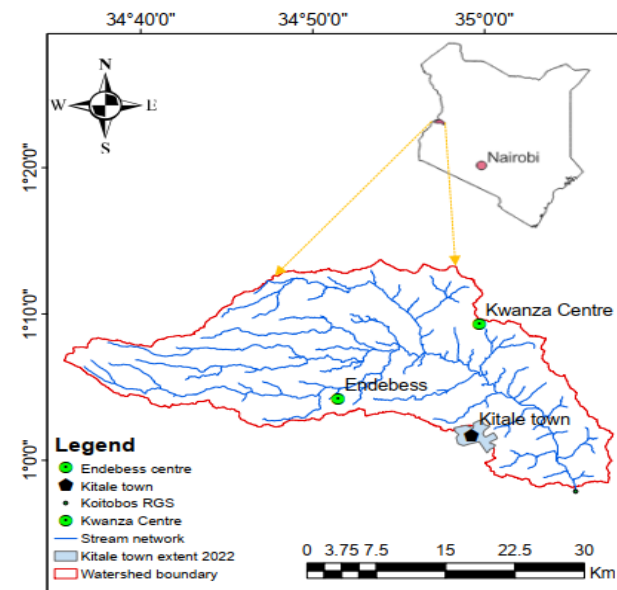 34°40'0" 34°50'0" 35°0'0"
N
W E
S
1°20'0"
Nairobi
1°10'0"
Kwanza Centre
Endebess
Kitale town
1°0'0"
Legend
Endebess centre
Kitale town
Koitobos RGS
Kwanza Centre
Stream network
Kitale town extent 2022
Watershed boundary
0 3.75 7.5 15 22.5 30
Km